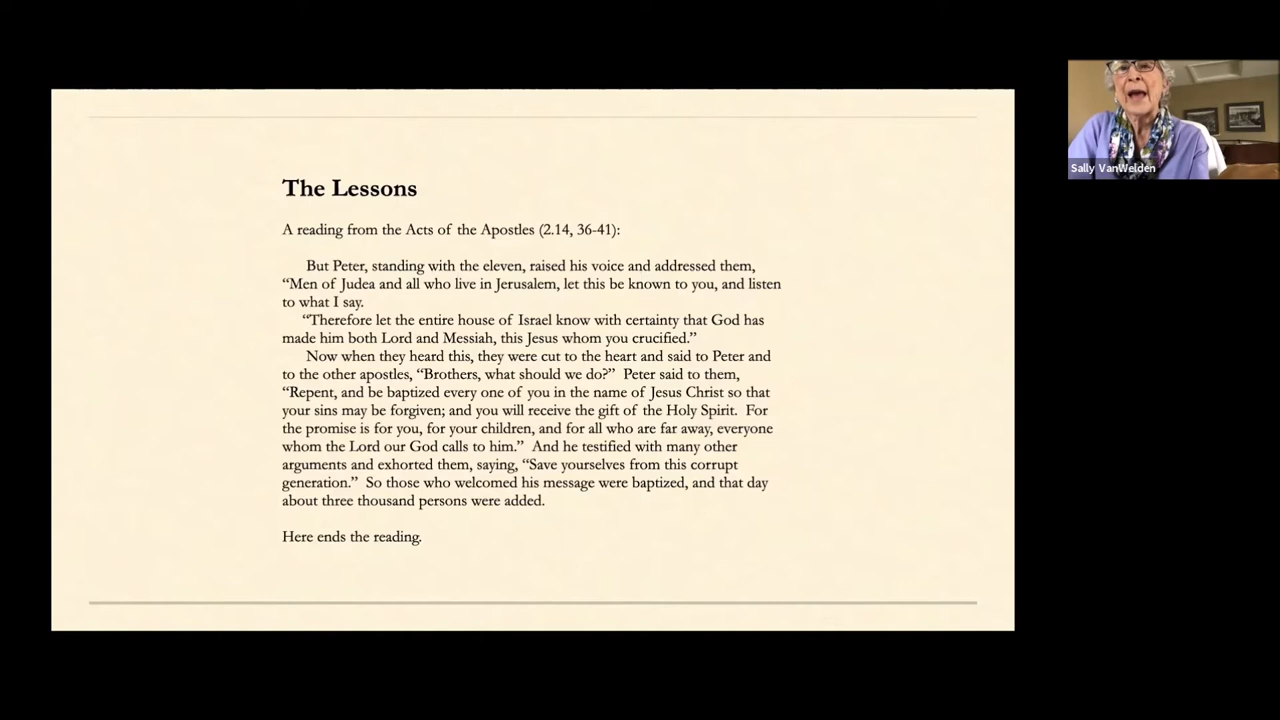 The Lessons
A reading from the Acts of the Apostles (2.14, 36-41):
But Peter, standing with the eleven, raised his voice and addressed them,
“Men of Judea and all who live in Jerusalem, let this be known to you, and listen
to what I say.
“Therefore let the entire house of Israel know with certainty that God has
made him both Lord and Messiah, this Jesus whom you crucified.”
Now when they heard this, they were cut to the heart and said to Peter and
to the other apostles, “Brothers, what should we do?”  Peter said to them,
“Repent, and be baptized every one of you in the name of Jesus Christ so that
your sins may be forgiven; and you will receive the gift of the Holy Spirit.  For
the promise is for you, for your children, and for all who are far away, everyone
whom the Lord our God calls to him.”  And he testified with many other
arguments and exhorted them, saying, “Save yourselves from this corrupt
generation.”  So those who welcomed his message were baptized, and that day
about three thousand persons were added.
Here ends the reading.
Sally VanWelden